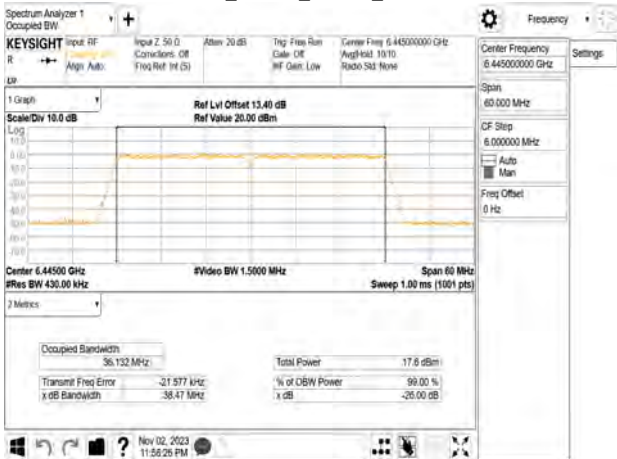 Spectrum Analyzer 1
Occupied BW
Frequency
KEYSIGHT Input: RF
R
Align: Auto
Input Z: 50 Ω
Corrections: Off
Freq Ref: Int (S)
Atten: 20 dB
Trig: Free Run
Gate: Off
#IF Gain: Low
Center Freq: 6.445000000 GHz
Avg|Hold: 10/10
Radio Std: None
Center Frequency
6.445000000 GHz
Settings
Span
60.000 MHz
CF Step
6.000000 MHz
Auto
Man
Freq Offset
0 Hz
1 Graph
Scale/Div 10.0 dB
Ref Lvl Offset 13.40 dB
Ref Value 20.00 dBm
Log
10.0
0.00
Center 6.44500 GHz
#Video BW 1.5000 MHz
Span 60 MHz
#Res BW 430.00 kHz
Sweep 1.00 ms (1001 pts)
2 Metrics
Occupied Bandwidth
36.132 MHz
Total Power 17.6 dBm
Transmit Freq Error -21.577 kHz
% of OBW Power 99.00 %
x dB Bandwidth 38.47 MHz
x dB -26.00 dB
?
Nov 02, 2023
11:56:26 PM